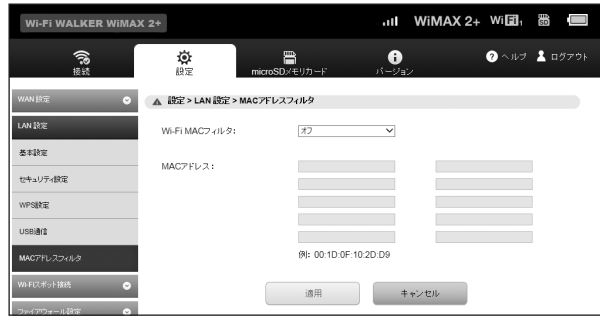 Wi-Fi WALKER WiMAX 2+
WiMAX 2+ WiFi 1 SD
接続
設定
microSDメモリカード
バージョン
? ヘルプ
ログアウト
WAN 設定
設定 > LAN 設定 > MACアドレスフィルタ
LAN 設定
Wi-Fi MACフィルタ:
オフ
基本設定
MACアドレス:
セキュリティ設定
WPS設定
USB通信
MACアドレスフィルタ
例: 00:1D:0F:10:2D:D9
Wi-Fiスポット接続
適用
キャンセル
ファイアウォール設定